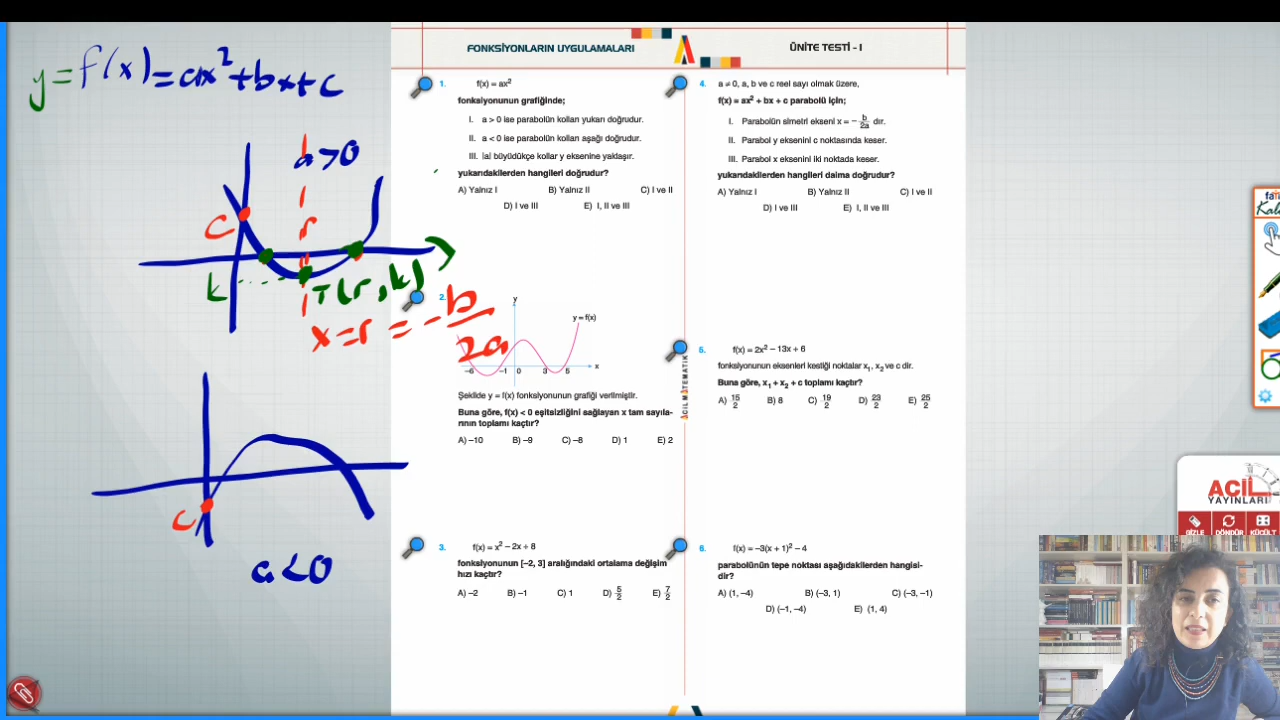 y = f(x) = ax² + bx + c
a > 0
C
r
k
T(r, k)
x = r = - b/2a
C
a < 0
FONKSİYONLARIN UYGULAMALARI
ÜNİTE TESTİ - I
1. f(x) = ax²
fonksiyonunun grafiğinde;
I. a > 0 ise parabolün kolları yukarı doğrudur.
II. a < 0 ise parabolün kolları aşağı doğrudur.
III. |a| büyüdükçe kollar y eksenine yaklaşır.
yukarıdakilerden hangileri doğrudur?
A) Yalnız I B) Yalnız II C) I ve II
D) I ve III E) I, II ve III
2.
y
y = f(x)
-6 -1 0 3 5 x
Şekilde y = f(x) fonksiyonunun grafiği verilmiştir.
Buna göre, f(x) < 0 eşitsizliğini sağlayan x tam sayıla-
rının toplamı kaçtır?
A) –10 B) –9 C) –8 D) 1 E) 2
3. f(x) = x² – 2x + 8
fonksiyonunun [–2, 3] aralığındaki ortalama değişim
hızı kaçtır?
A) –2 B) –1 C) 1 D) 5/2 E) 7/2
ACİL MATEMATİK
4. a ≠ 0, a, b ve c reel sayı olmak üzere,
f(x) = ax² + bx + c parabolü için;
I. Parabolün simetri ekseni x = – b/2a dır.
II. Parabol y eksenini c noktasında keser.
III. Parabol x eksenini iki noktada keser.
yukarıdakilerden hangileri daima doğrudur?
A) Yalnız I B) Yalnız II C) I ve II
D) I ve III E) I, II ve III
5. f(x) = 2x² – 13x + 6
fonksiyonunun eksenleri kestiği noktalar x₁, x₂ ve c dir.
Buna göre, x₁ + x₂ + c toplamı kaçtır?
A) 15/2 B) 8 C) 19/2 D) 23/2 E) 25/2
6. f(x) = –3(x + 1)² – 4
parabolünün tepe noktası aşağıdakilerden hangisi-
dir?
A) (1, –4) B) (–3, 1) C) (–3, –1)
D) (–1, –4) E) (1, 4)
ACİL
YAYINLARI
GİZLE DÖNDÜR KÜÇÜLT